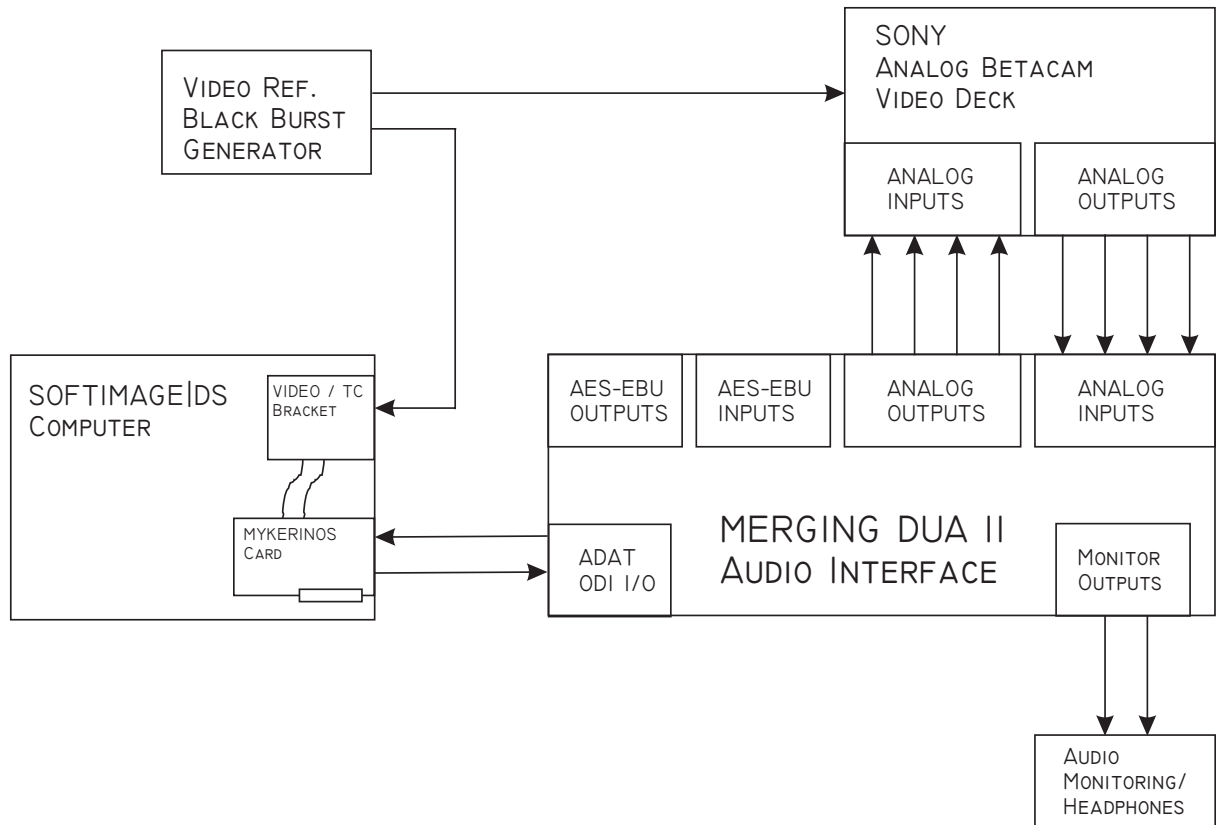 VIDEO REF.
BLACK BURST
GENERATOR
SONY
ANALOG BETACAM
VIDEO DECK
ANALOG
INPUTS
ANALOG
OUTPUTS
SOFTIMAGE|DS
COMPUTER
VIDEO / TC
BRACKET
MYKERINOS
CARD
AES-EBU
OUTPUTS
AES-EBU
INPUTS
ANALOG
OUTPUTS
ANALOG
INPUTS
ADAT
ODI I/O
MERGING DUA II
AUDIO INTERFACE
MONITOR
OUTPUTS
AUDIO
MONITORING/
HEADPHONES